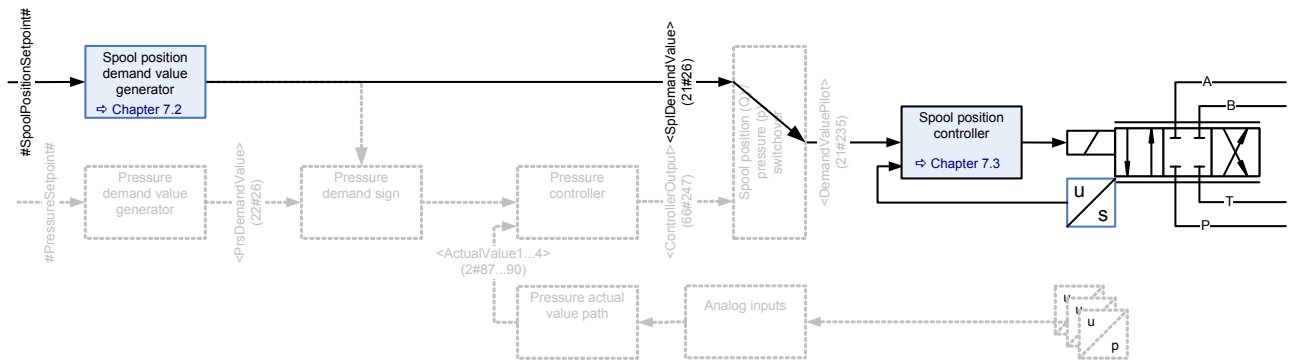 #SpoolPositionSetpoint#
Spool position
demand value
generator
⇨ Chapter 7.2
<SplDemandValue>
(21#26)
Spool position (Q)/
pressure (p)
switchover
<DemandValuePilot>
(21#235)
Spool position
controller
⇨ Chapter 7.3
A
B
T
P
u
s
#PressureSetpoint#
Pressure
demand value
generator
<PrsDemandValue>
(22#26)
Pressure
demand sign
Pressure
controller
<ControllerOutput>
(66#247)
<ActualValue1...4>
(2#87...90)
Pressure actual
value path
Analog inputs
u
u
u
p